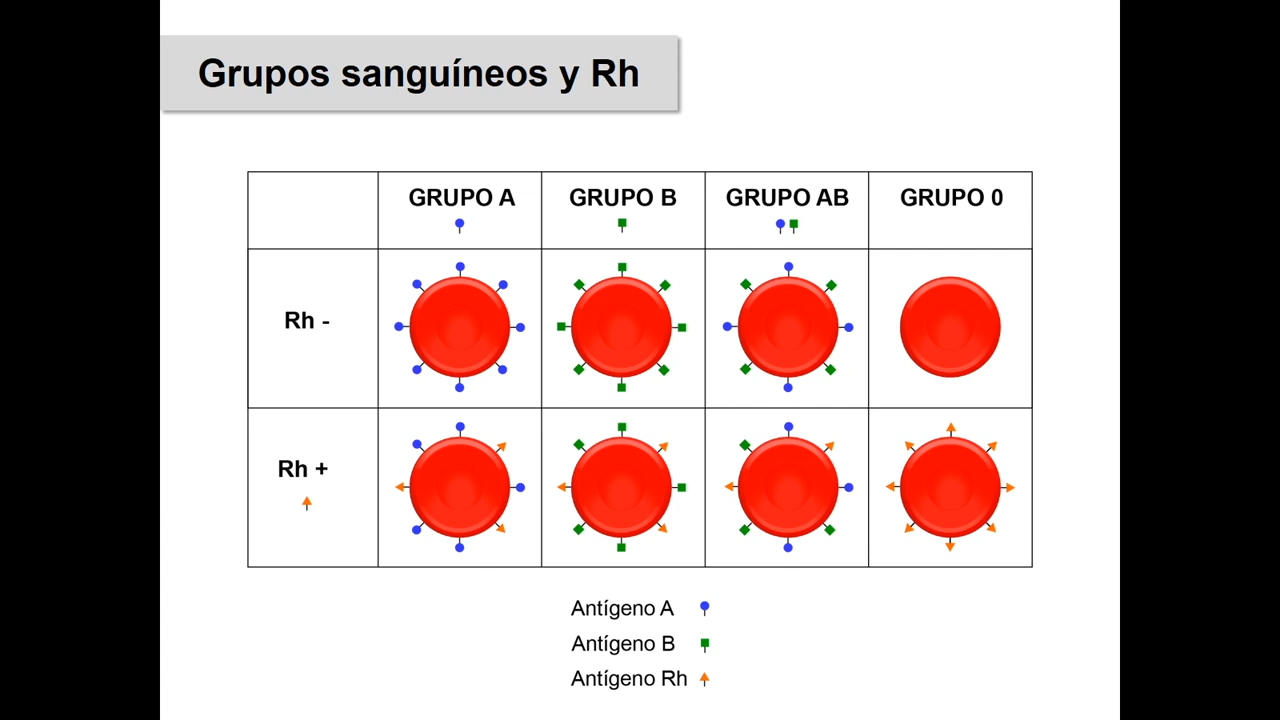 Grupos sanguíneos y Rh
GRUPO A
GRUPO B
GRUPO AB
GRUPO 0
Rh -
Rh +
Antígeno A
Antígeno B
Antígeno Rh